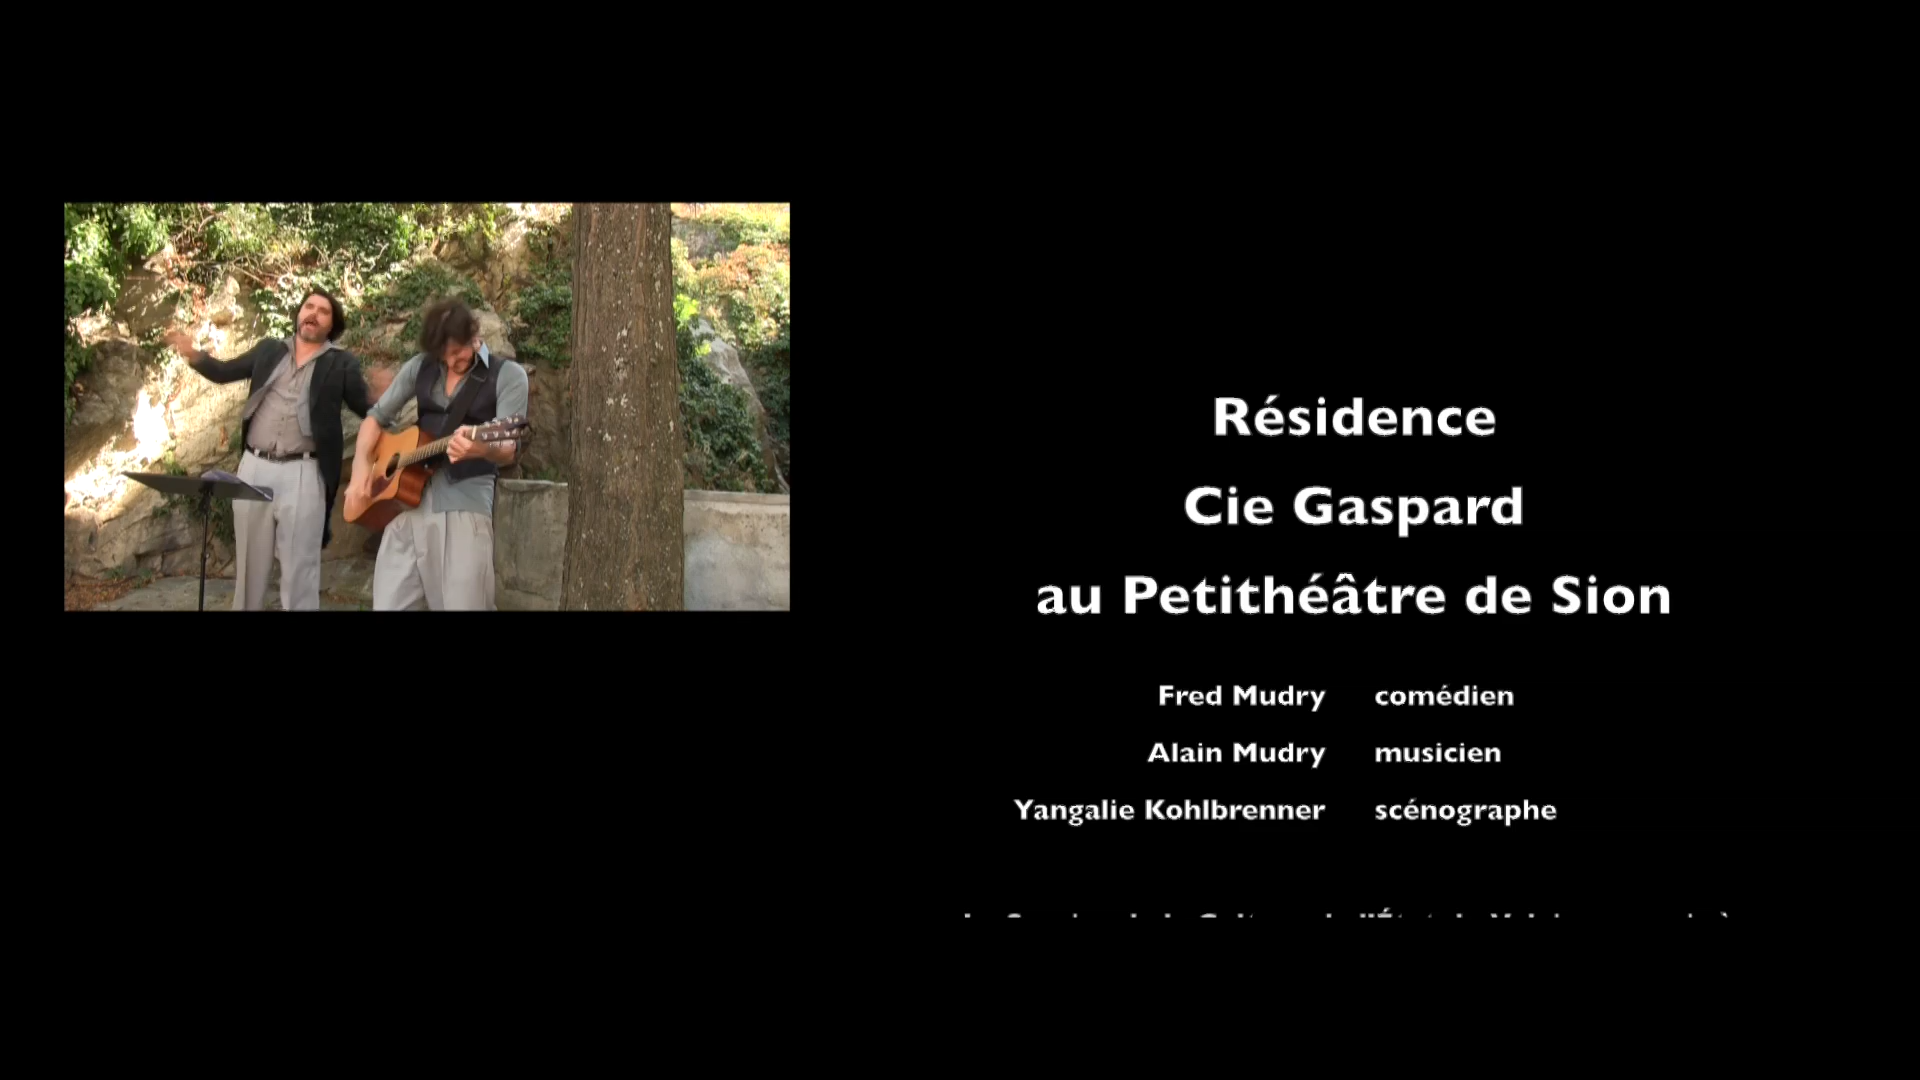 Résidence
Cie Gaspard
au Petithéâtre de Sion
Fred Mudry comédien
Alain Mudry musicien
Yangalie Kohlbrenner scénographe